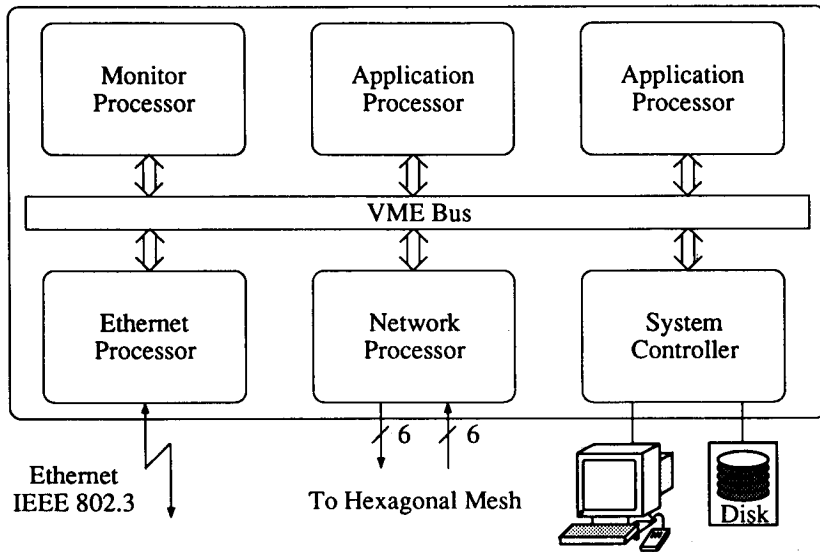 Monitor
Processor
Application
Processor
Application
Processor
VME Bus
Ethernet
Processor
Network
Processor
System
Controller
6
6
Ethernet
IEEE 802.3
To Hexagonal Mesh
Disk